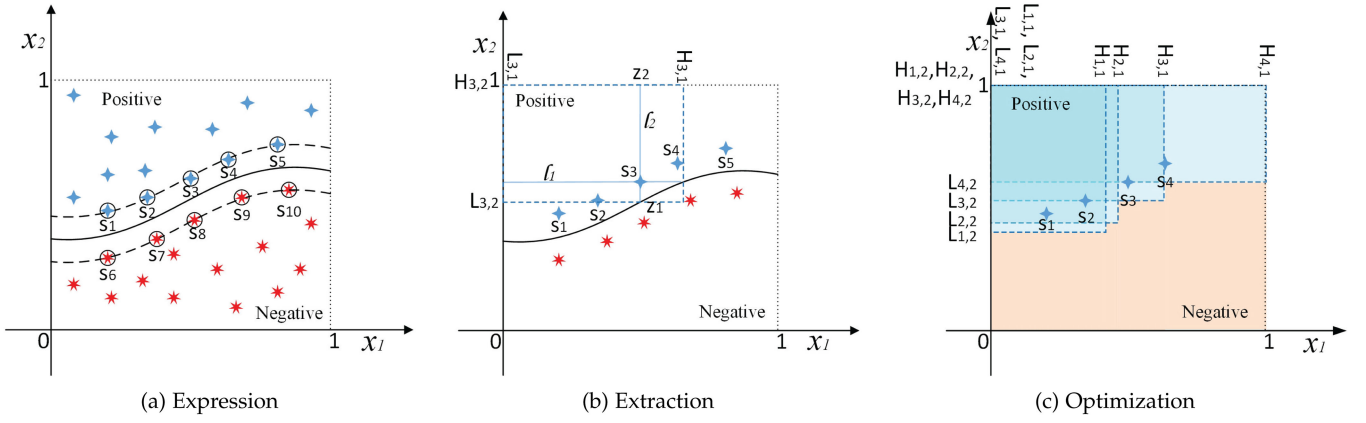 x2
1
Positive
S5
S4
S3
S2
S1
S9
S10
S8
S7
S6
Negative
0
1
x1
(a) Expression
x2
L3,1
H3,1
H3,2
1
z2
Positive
ℓ2
S4
S5
S3
ℓ1
L3,2
z1
S2
S1
Negative
0
1
x1
(b) Extraction
L3,1, L4,1
L1,1, L2,1,
H1,1
H2,1
H3,1
H4,1
x2
H1,2,H2,2,
H3,2,H4,2
1
Positive
S4
L4,2
S3
L3,2
S2
L2,2
S1
L1,2
Negative
0
1
x1
(c) Optimization